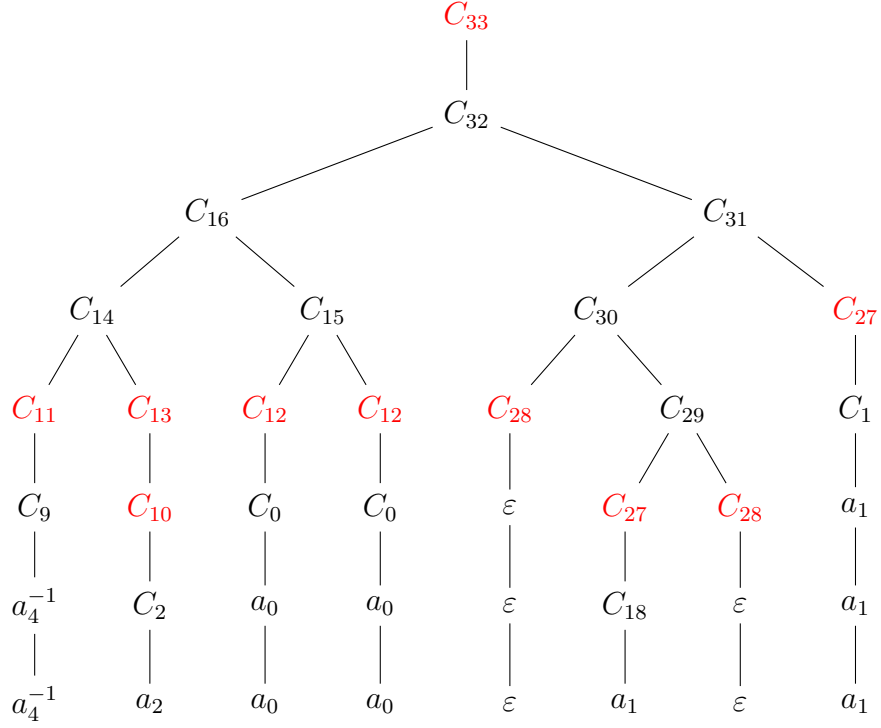 C₃₃
C₃₂
C₁₆ C₃₁
C₁₄ C₁₅ C₃₀ C₂₇
C₁₁ C₁₃ C₁₂ C₁₂ C₂₈ C₂₉ C₁
C₉ C₁₀ C₀ C₀ ε C₂₇ C₂₈ a₁
a₄⁻¹ C₂ a₀ a₀ ε C₁₈ ε a₁
a₄⁻¹ a₂ a₀ a₀ ε a₁ ε a₁